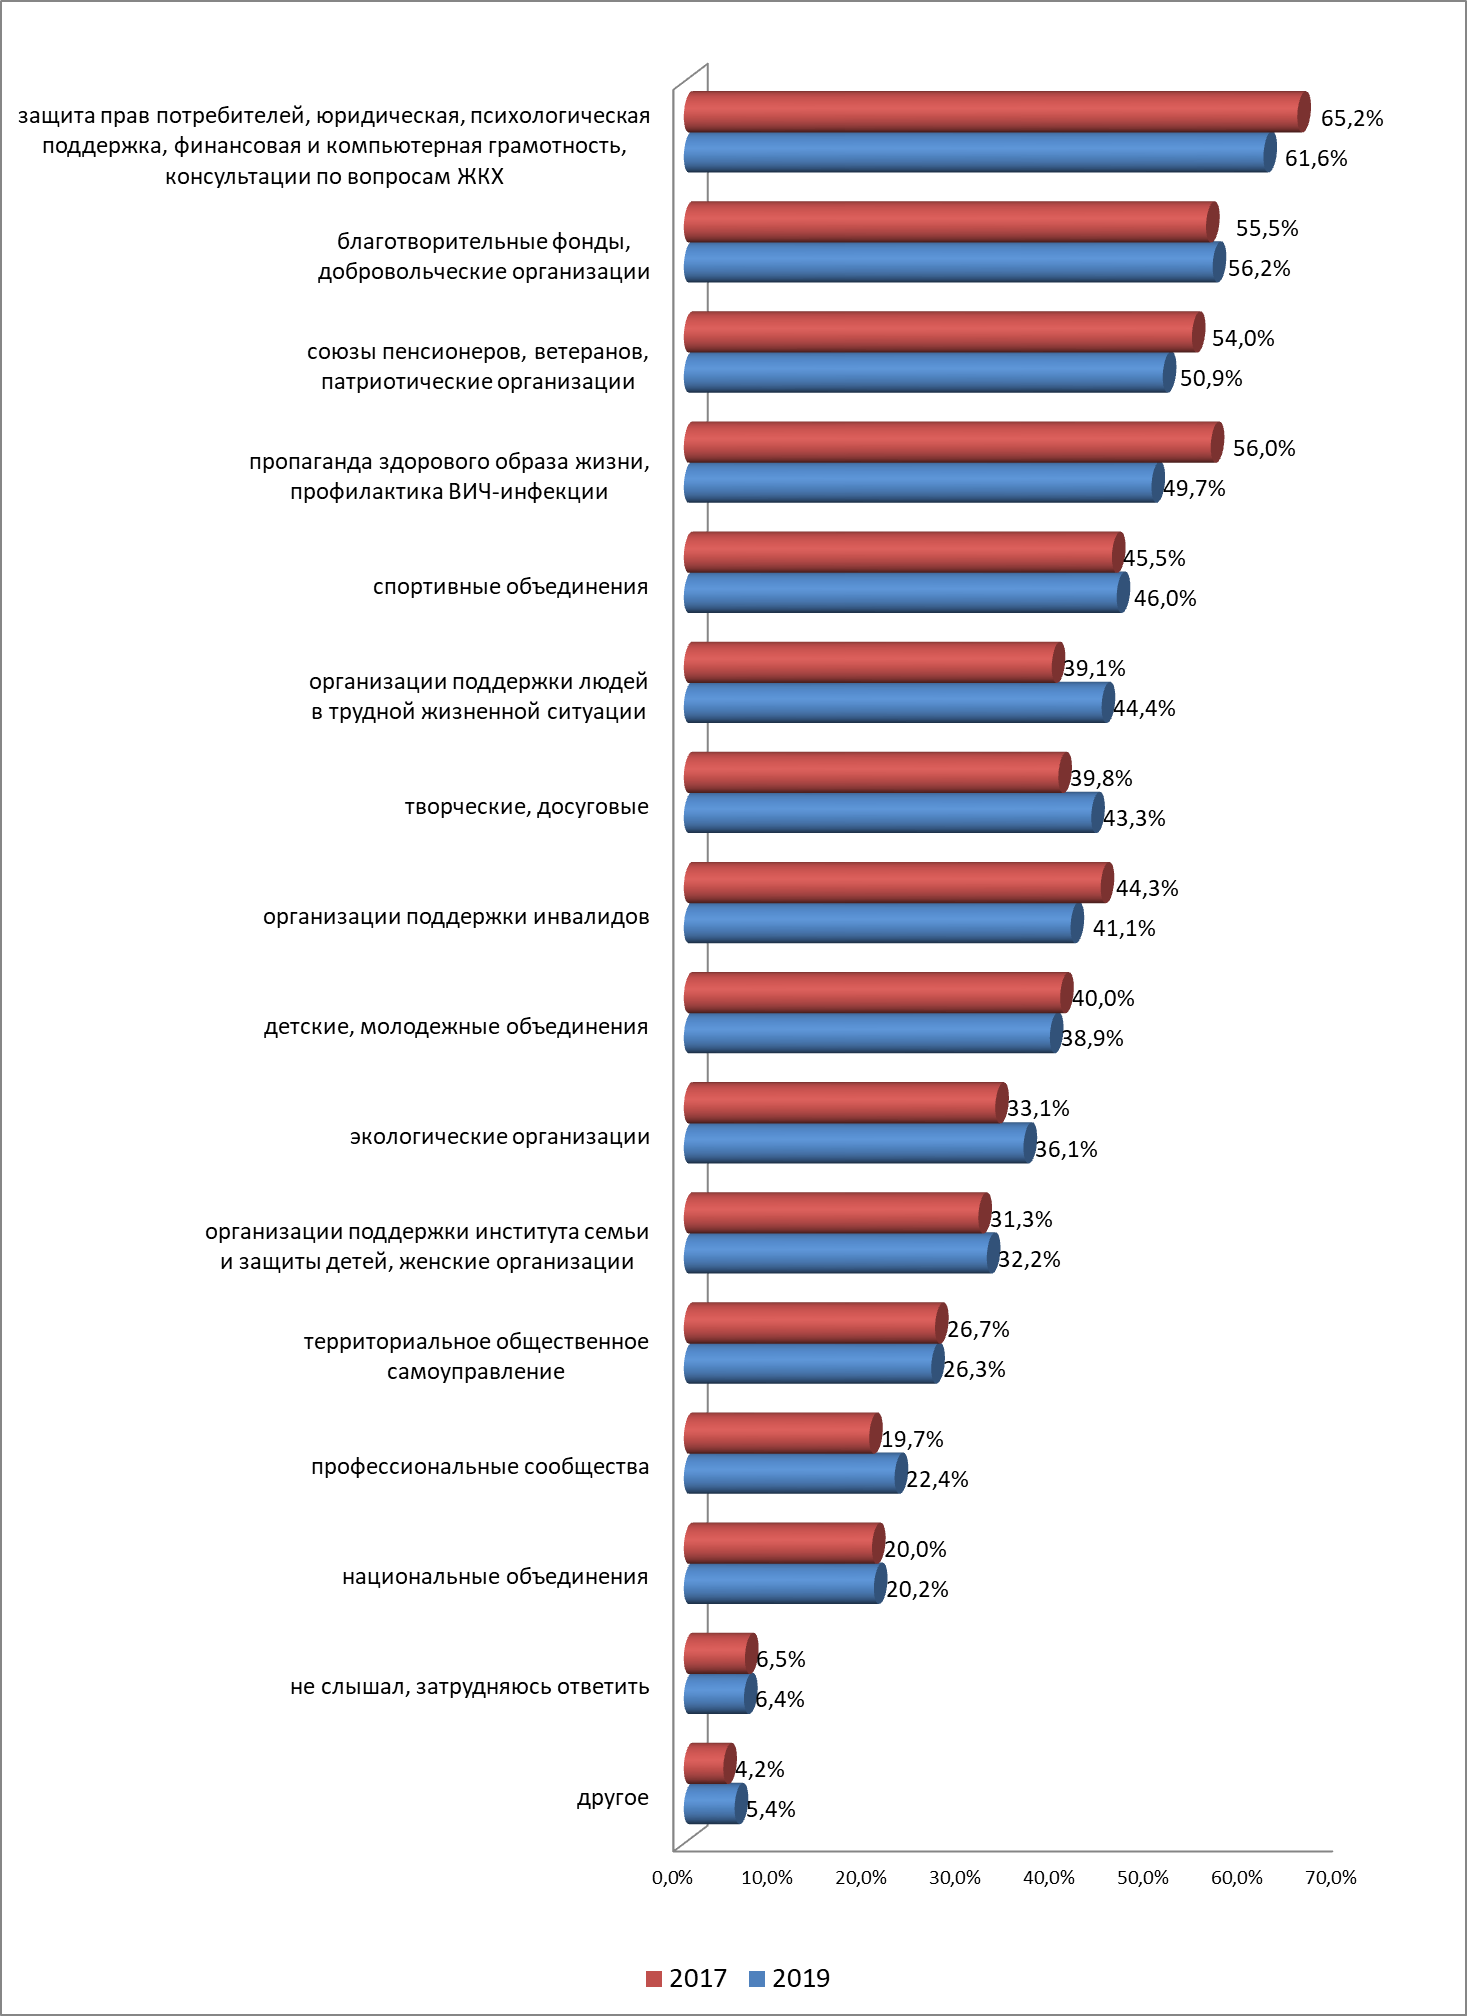 защита прав потребителей, юридическая, психологическая
поддержка, финансовая и компьютерная грамотность,
консультации по вопросам ЖКХ
65,2%
61,6%
благотворительные фонды,
добровольческие организации
55,5%
56,2%
союзы пенсионеров, ветеранов,
патриотические организации
54,0%
50,9%
пропаганда здорового образа жизни,
профилактика ВИЧ-инфекции
56,0%
49,7%
спортивные объединения
45,5%
46,0%
организации поддержки людей
в трудной жизненной ситуации
39,1%
44,4%
творческие, досуговые
39,8%
43,3%
организации поддержки инвалидов
44,3%
41,1%
детские, молодежные объединения
40,0%
38,9%
экологические организации
33,1%
36,1%
организации поддержки института семьи
и защиты детей, женские организации
31,3%
32,2%
территориальное общественное
самоуправление
26,7%
26,3%
профессиональные сообщества
19,7%
22,4%
национальные объединения
20,0%
20,2%
не слышал, затрудняюсь ответить
6,5%
6,4%
другое
4,2%
5,4%
0,0% 10,0% 20,0% 30,0% 40,0% 50,0% 60,0% 70,0%
2017 2019